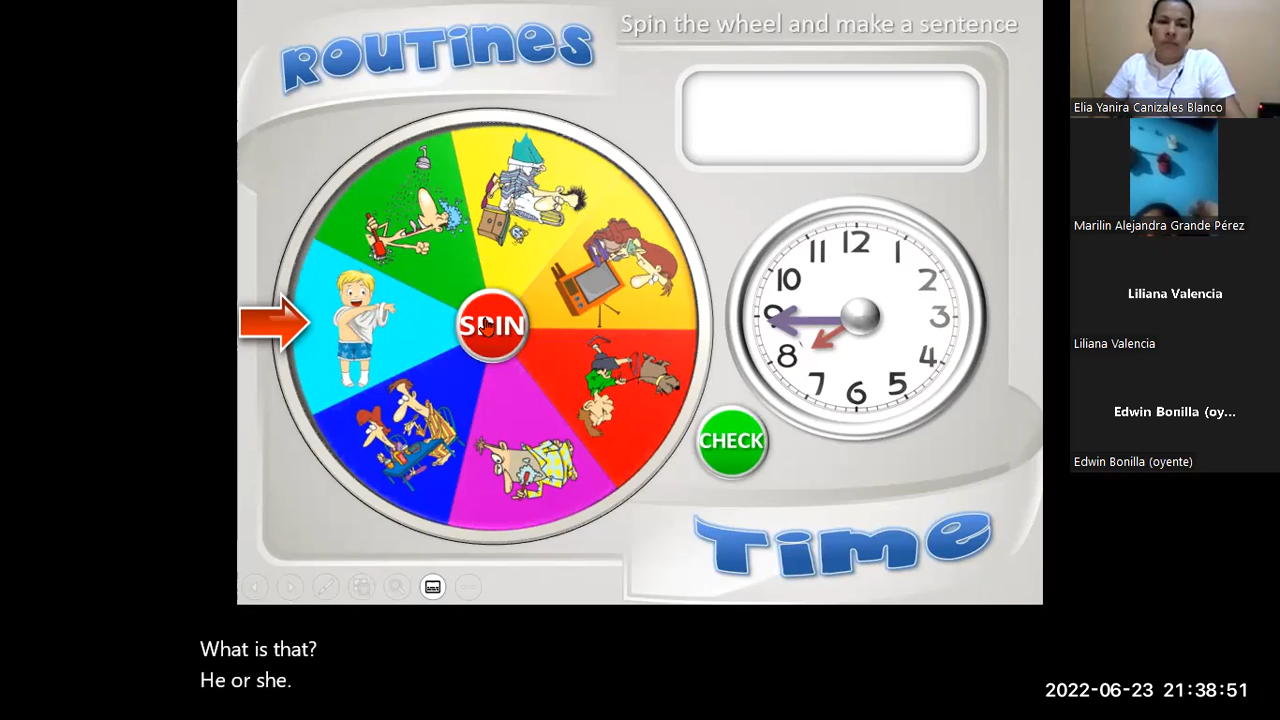 ROUTINES
Spin the wheel and make a sentence
SPIN
12
1
2
3
4
5
6
7
8
9
10
11
CHECK
TIME
Elia Yanira Canizales Blanco
Marilin Alejandra Grande Pérez
Liliana Valencia
Liliana Valencia
Edwin Bonilla (oy...
Edwin Bonilla (oyente)
What is that?
He or she.
2022-06-23 21:38:51